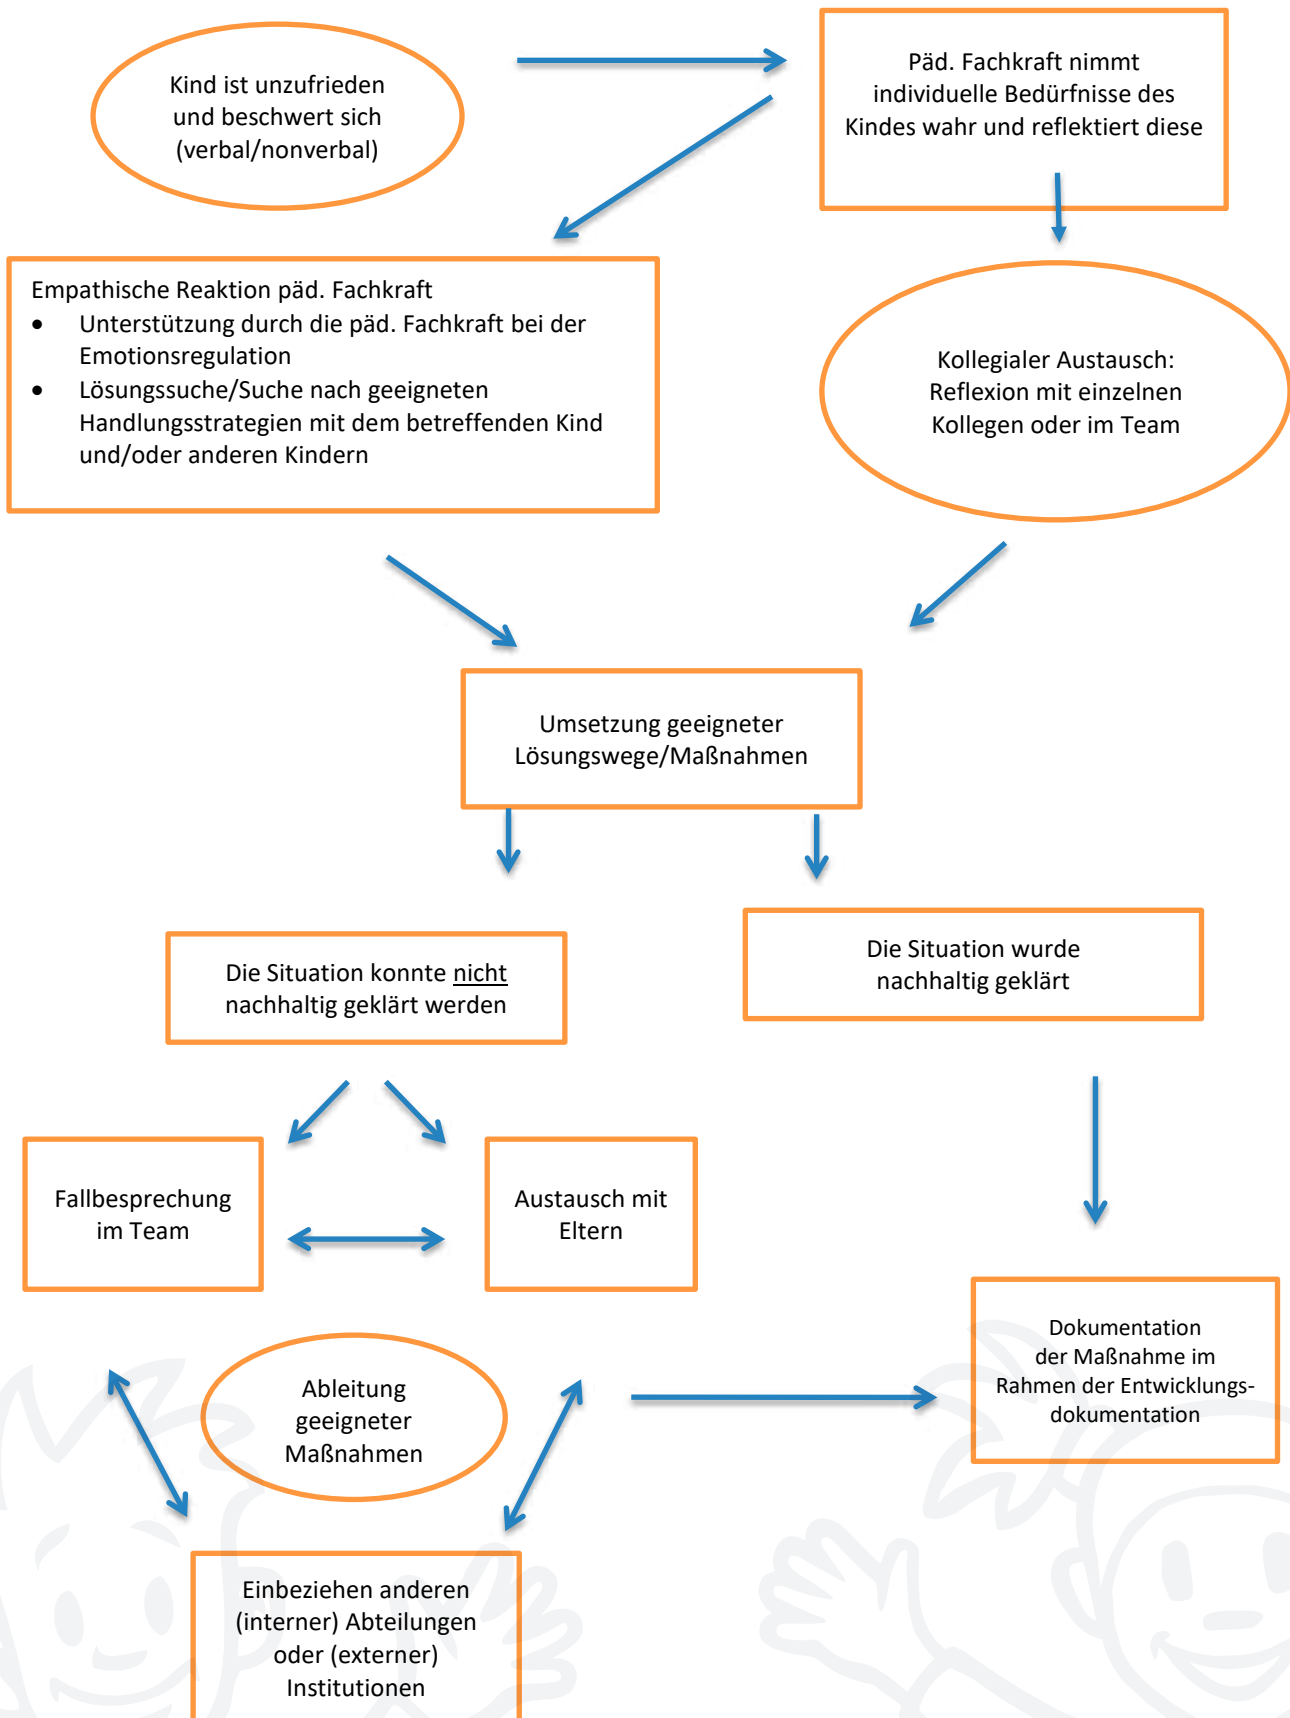 Kind ist unzufrieden
und beschwert sich
(verbal/nonverbal)
Päd. Fachkraft nimmt
individuelle Bedürfnisse des
Kindes wahr und reflektiert diese
Empathische Reaktion päd. Fachkraft
• Unterstützung durch die päd. Fachkraft bei der
Emotionsregulation
• Lösungssuche/Suche nach geeigneten
Handlungsstrategien mit dem betreffenden Kind
und/oder anderen Kindern
Kollegialer Austausch:
Reflexion mit einzelnen
Kollegen oder im Team
Umsetzung geeigneter
Lösungswege/Maßnahmen
Die Situation konnte nicht
nachhaltig geklärt werden
Die Situation wurde
nachhaltig geklärt
Fallbesprechung
im Team
Austausch mit
Eltern
Dokumentation
der Maßnahme im
Rahmen der Entwicklungs-
dokumentation
Ableitung
geeigneter
Maßnahmen
Einbeziehen anderen
(interner) Abteilungen
oder (externer)
Institutionen